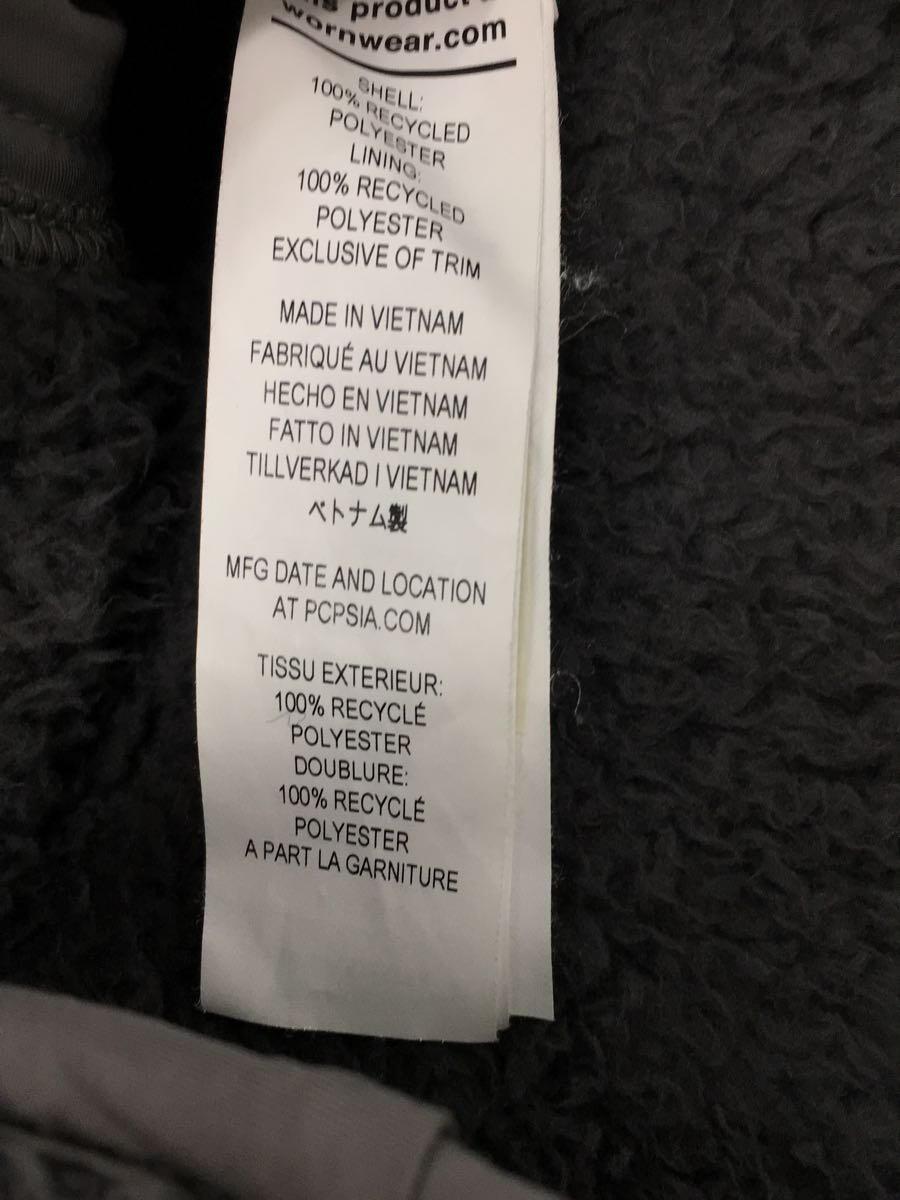 product
wornwear.com
SHELL:
100% RECYCLED
POLYESTER
LINING:
100% RECYCLED
POLYESTER
EXCLUSIVE OF TRIM
MADE IN VIETNAM
FABRIQUÉ AU VIETNAM
HECHO EN VIETNAM
FATTO IN VIETNAM
TILLVERKAD I VIETNAM
ベトナム製
MFG DATE AND LOCATION
AT PCPSIA.COM
TISSU EXTERIEUR:
100% RECYCLÉ
POLYESTER
DOUBLURE:
100% RECYCLÉ
POLYESTER
A PART LA GARNITURE